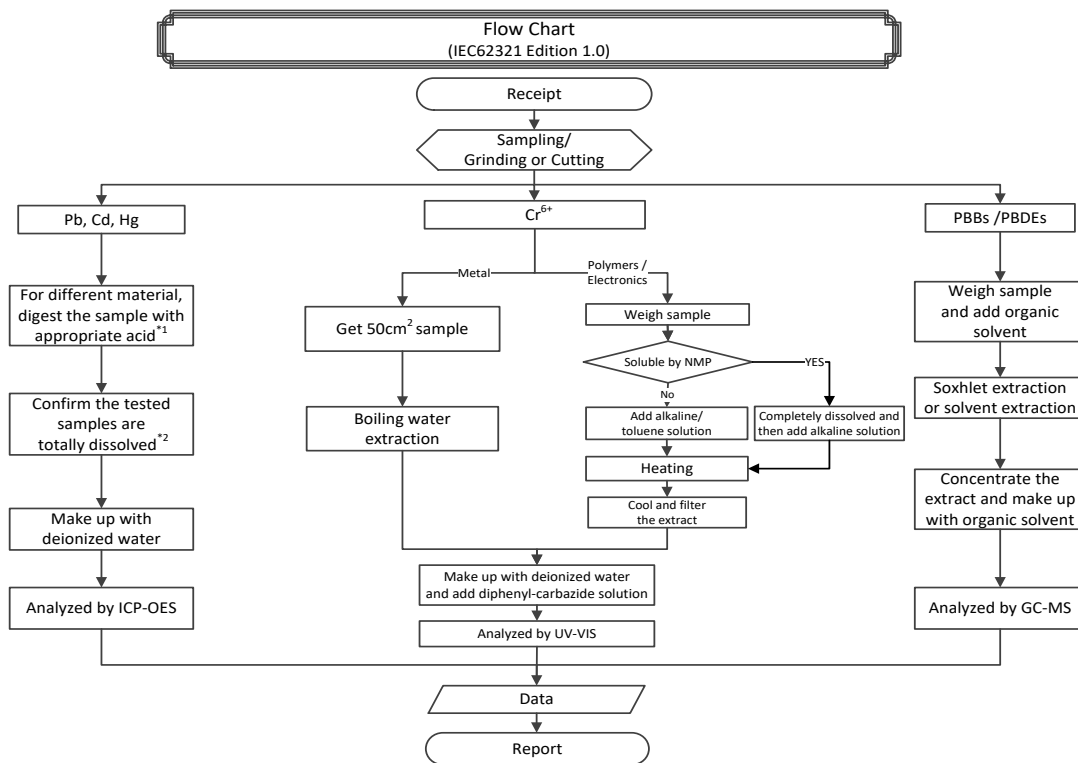 Flow Chart
(IEC62321 Edition 1.0)
Receipt
Sampling/
Grinding or Cutting
Pb, Cd, Hg
For different material,
digest the sample with
appropriate acid*1
Confirm the tested
samples are
totally dissolved*2
Make up with
deionized water
Analyzed by ICP-OES
Cr6+
Metal
Get 50cm2 sample
Boiling water
extraction
Polymers /
Electronics
Weigh sample
Soluble by NMP
YES
No
Add alkaline/
toluene solution
Completely dissolved and
then add alkaline solution
Heating
Cool and filter
the extract
Make up with deionized water
and add diphenyl-carbazide solution
Analyzed by UV-VIS
PBBs /PBDEs
Weigh sample
and add organic
solvent
Soxhlet extraction
or solvent extraction
Concentrate the
extract and make up
with organic solvent
Analyzed by GC-MS
Data
Report